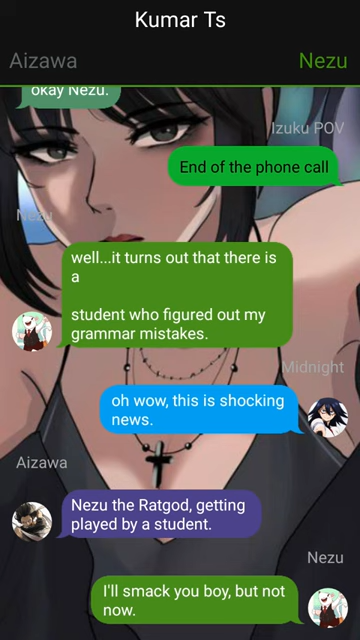 Kumar Ts
Aizawa
Nezu
okay Nezu.
Izuku POV
End of the phone call
Nezu
well...it turns out that there is
a
student who figured out my
grammar mistakes.
Midnight
oh wow, this is shocking
news.
Aizawa
Nezu the Ratgod, getting
played by a student.
Nezu
I'll smack you boy, but not
now.